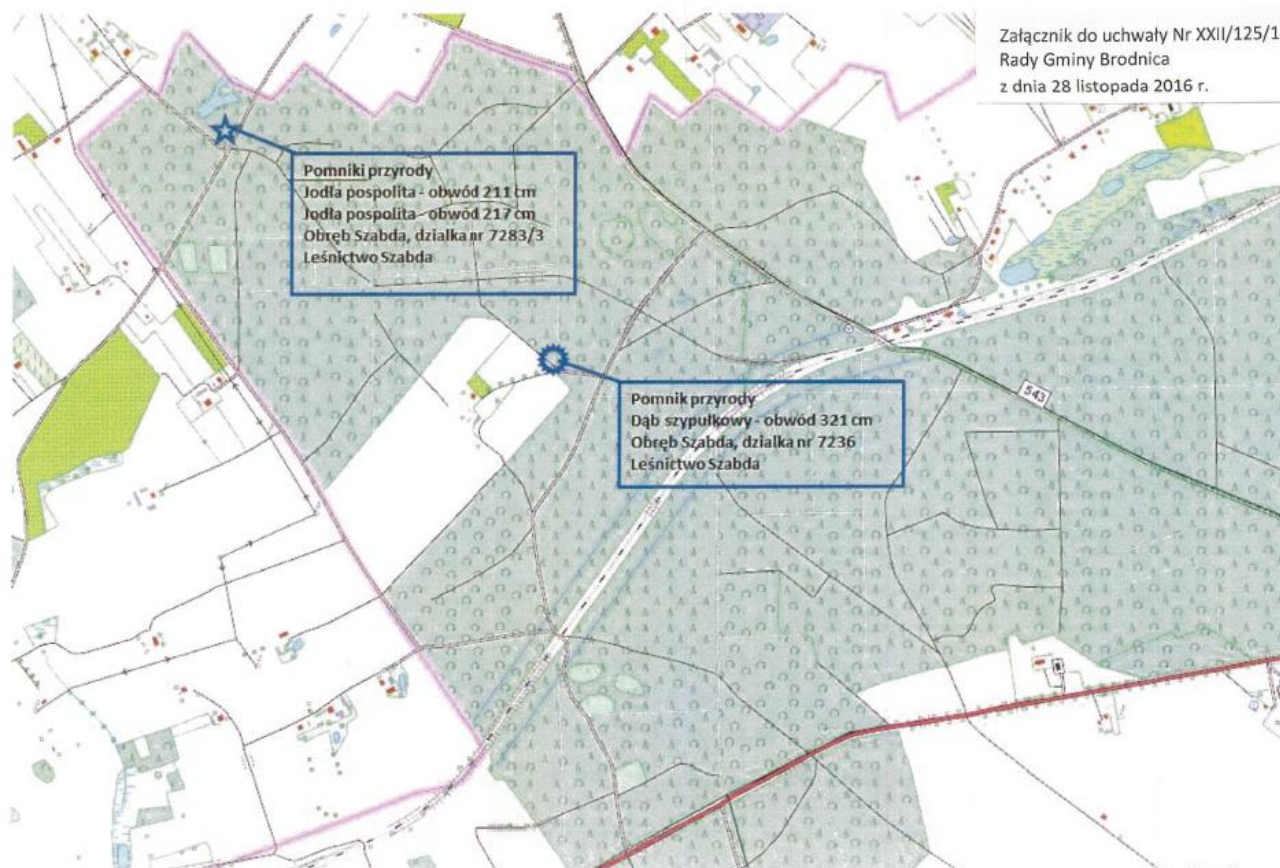 Załącznik do uchwały Nr XXII/125/1
Rady Gminy Brodnica
z dnia 28 listopada 2016 r.
Pomniki przyrody
Jodła pospolita - obwód 211 cm
Jodła pospolita - obwód 217 cm
Obręb Szabda, działka nr 7283/3
Leśnictwo Szabda
Pomnik przyrody
Dąb szypułkowy - obwód 321 cm
Obręb Szabda, działka nr 7236
Leśnictwo Szabda
543